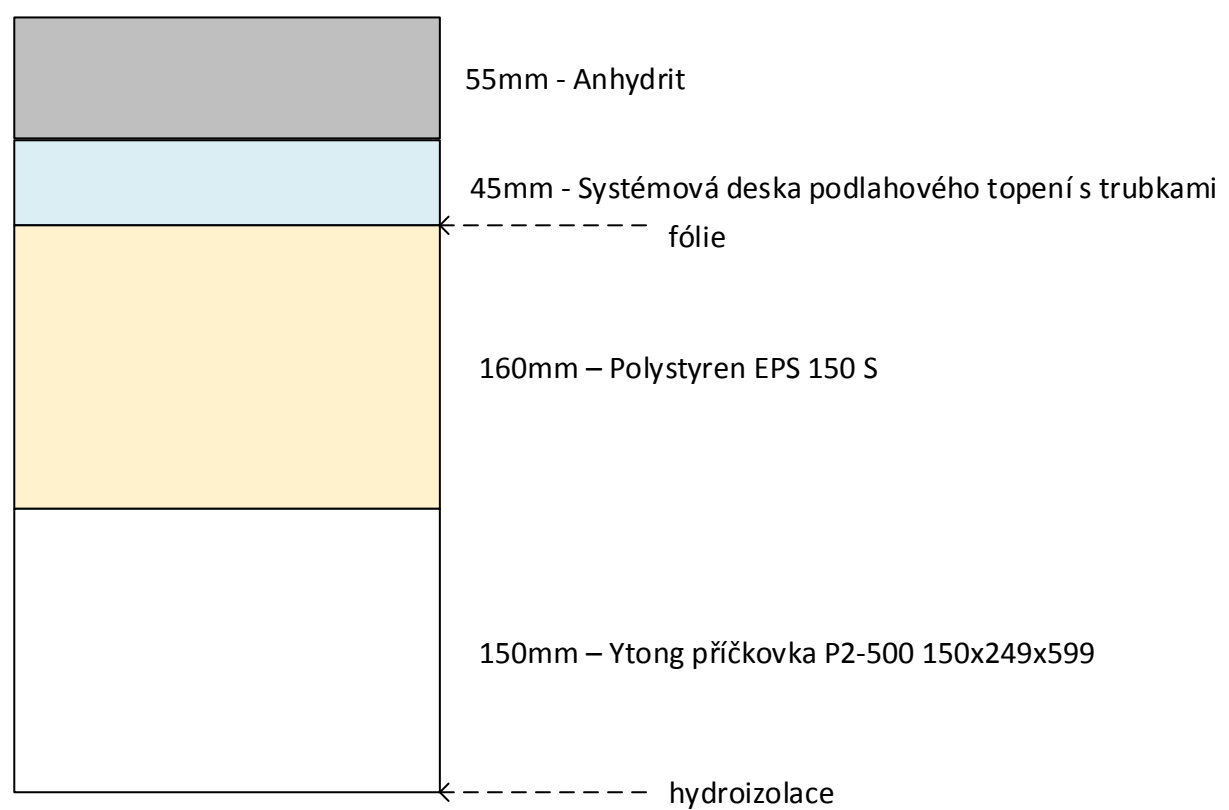 55mm - Anhydrit
45mm - Systémová deska podlahového topení s trubkami
fólie
160mm – Polystyren EPS 150 S
150mm – Ytong příčkovka P2-500 150x249x599
hydroizolace